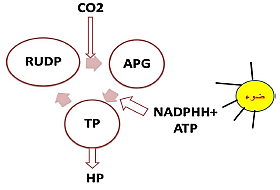 CO2
RUDP
APG
ضوء
NADPHH+
ATP
TP
HP